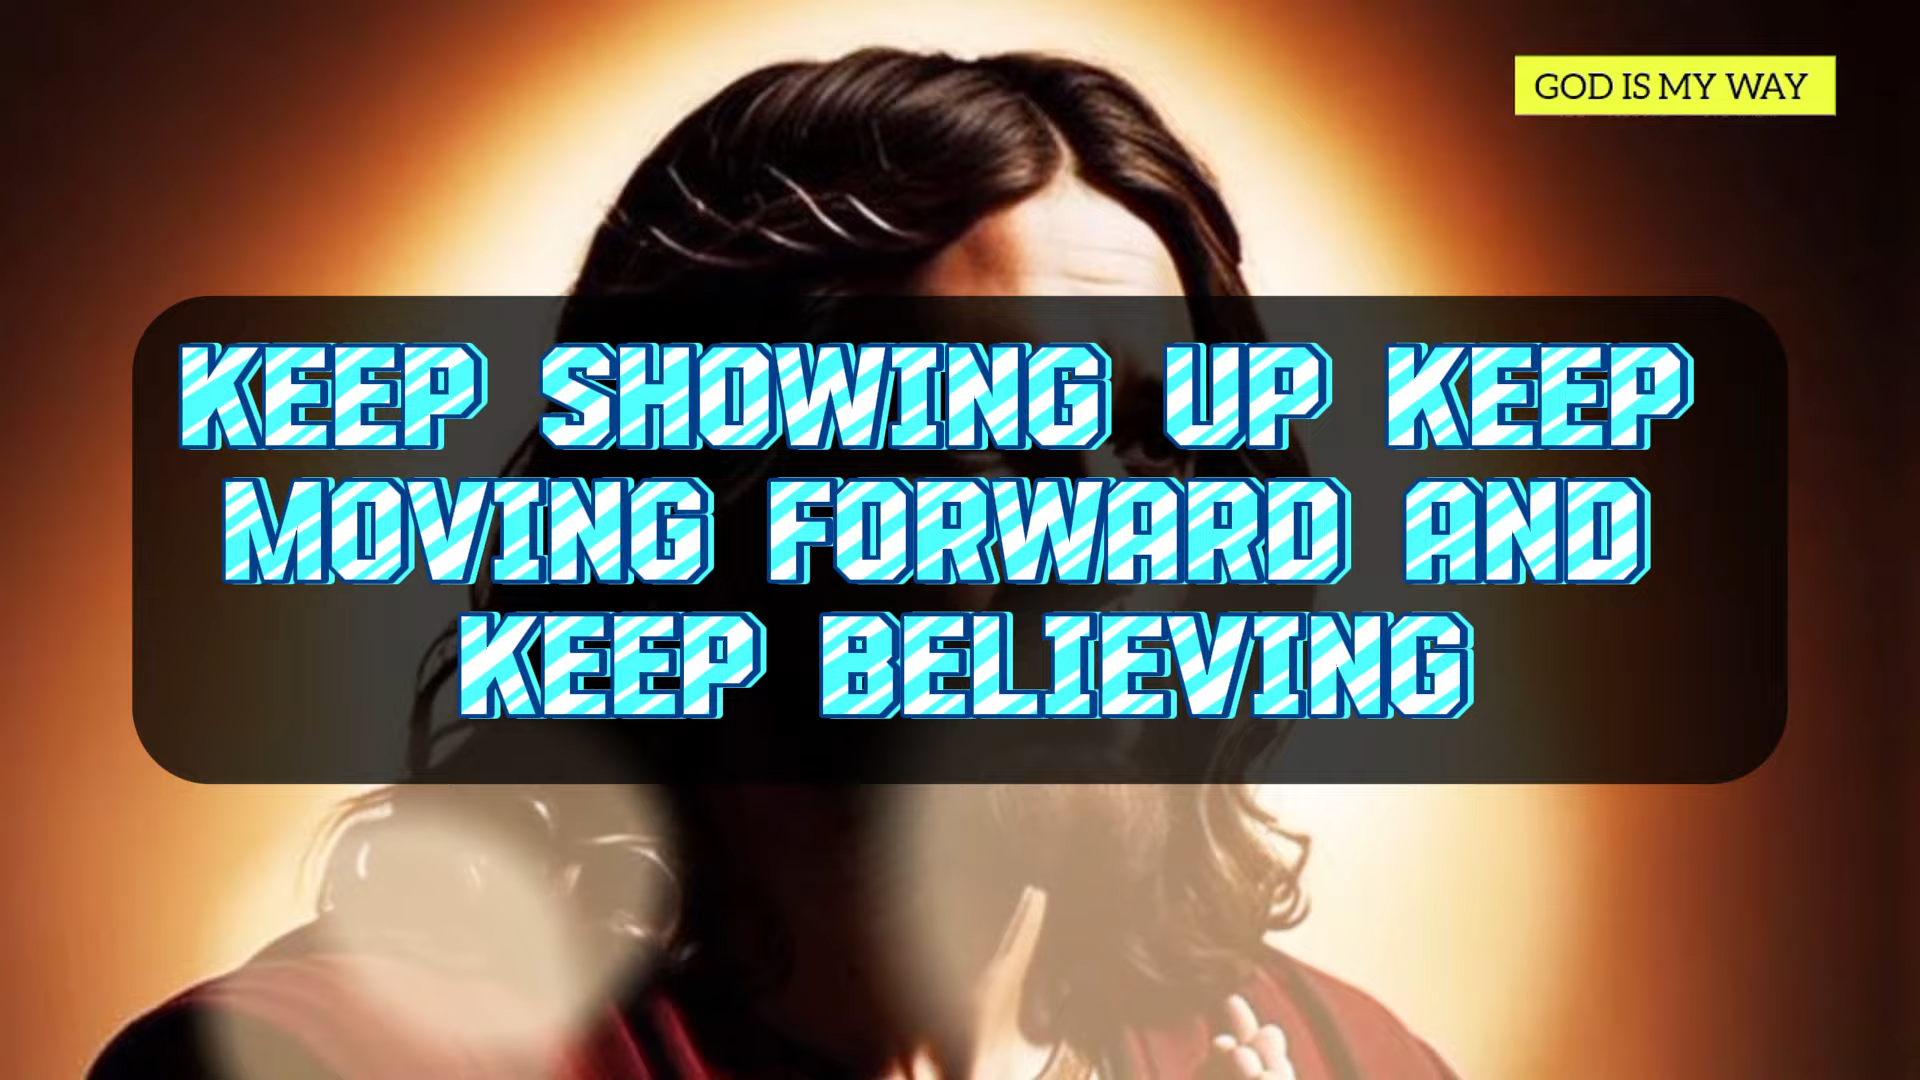 GOD IS MY WAY
KEEP SHOWING UP KEEP
MOVING FORWARD AND
KEEP BELIEVING